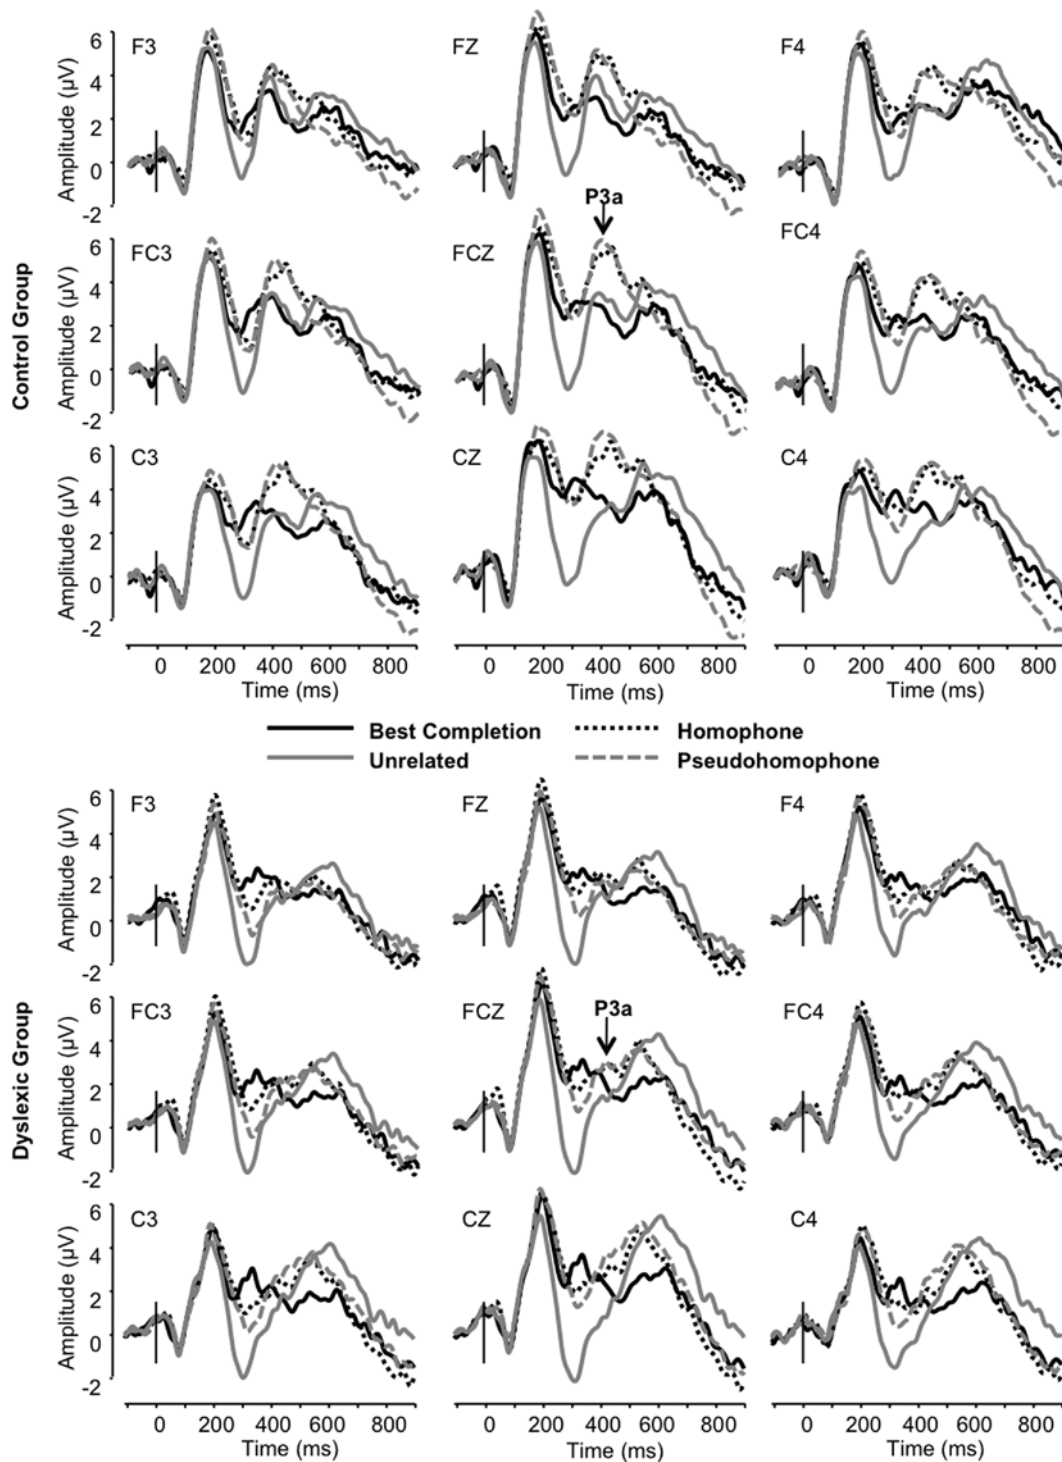 Control Group
F3
FZ
F4
Amplitude (μV)
6
4
2
0
-2
P3a
FC3
FCZ
FC4
Amplitude (μV)
6
4
2
0
-2
C3
CZ
C4
Amplitude (μV)
6
4
2
0
-2
0 200 400 600 800
0 200 400 600 800
0 200 400 600 800
Time (ms)
Time (ms)
Time (ms)
Best Completion
Homophone
Unrelated
Pseudohomophone
Dyslexic Group
F3
FZ
F4
Amplitude (μV)
6
4
2
0
-2
P3a
FC3
FCZ
FC4
Amplitude (μV)
6
4
2
0
-2
C3
CZ
C4
Amplitude (μV)
6
4
2
0
-2
0 200 400 600 800
0 200 400 600 800
0 200 400 600 800
Time (ms)
Time (ms)
Time (ms)